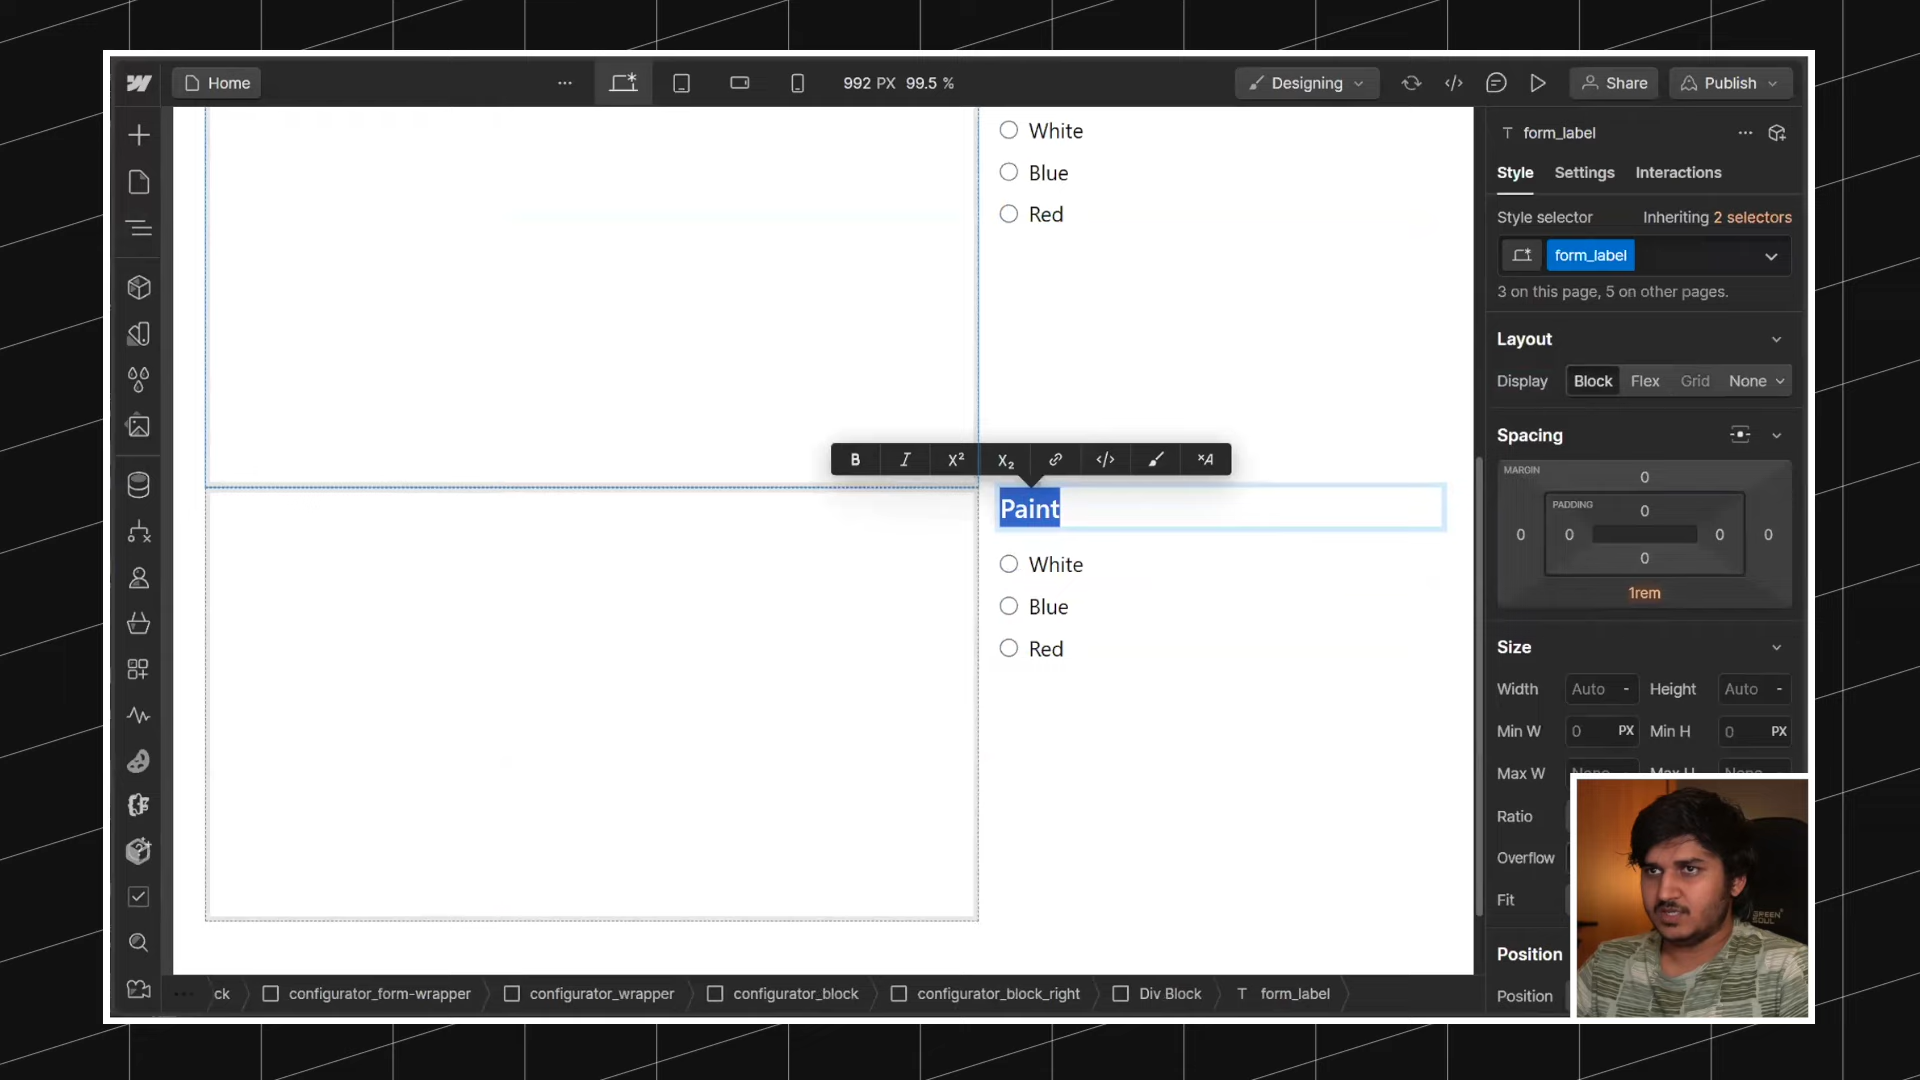 Home
992 PX 99.5 %
Designing
Share
Publish
White
Blue
Red
B I X² X₂ </> ×A
Paint
White
Blue
Red
form_label
Style Settings Interactions
Style selector Inheriting 2 selectors
form_label
3 on this page, 5 on other pages.
Layout
Display Block Flex Grid None
Spacing
MARGIN
0
PADDING
0
0 0 0 0
0
1rem
Size
Width Auto - Height Auto -
Min W 0 PX Min H 0 PX
Max W
Ratio
Overflow
Fit
Position
Position
GREEN
SOUL
ck configurator_form-wrapper configurator_wrapper configurator_block configurator_block_right Div Block form_label